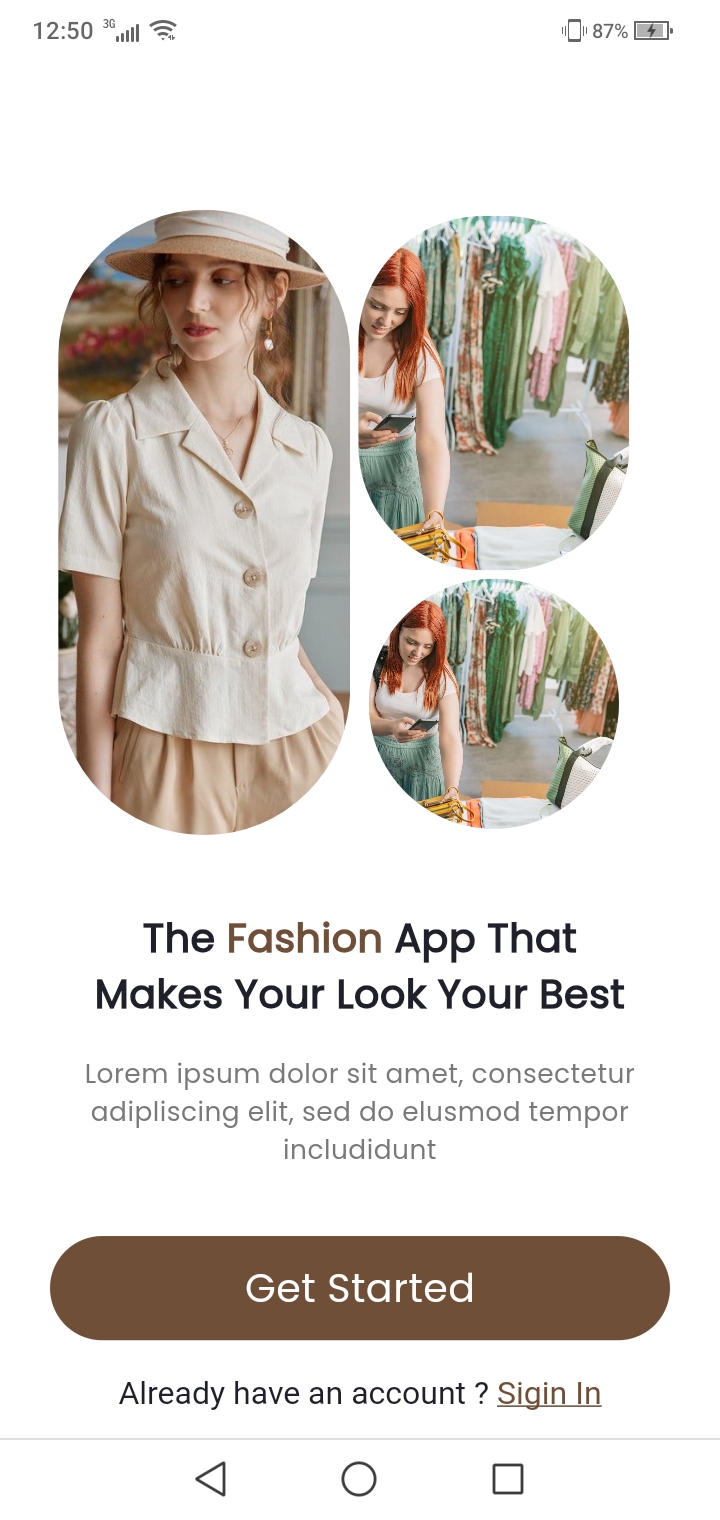 12:50 3G 87%
The Fashion App That
Makes Your Look Your Best
Lorem ipsum dolor sit amet, consectetur
adipliscing elit, sed do elusmod tempor
includidunt
Get Started
Already have an account ? Sigin In